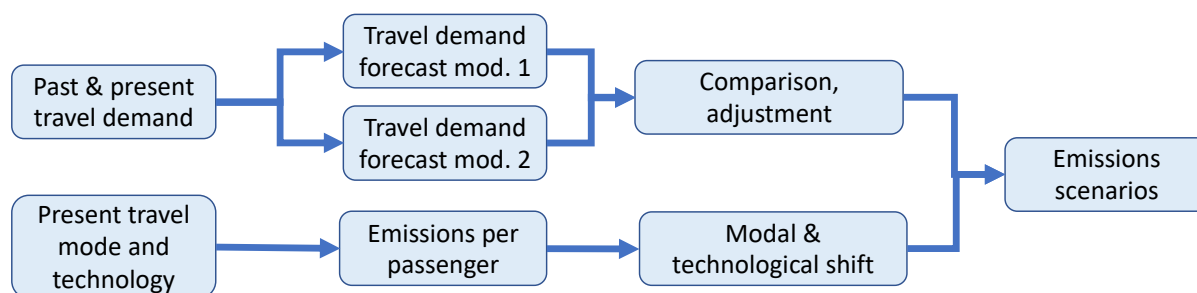 Past & present
travel demand
Travel demand
forecast mod. 1
Travel demand
forecast mod. 2
Comparison,
adjustment
Emissions
scenarios
Present travel
mode and
technology
Emissions per
passenger
Modal &
technological shift